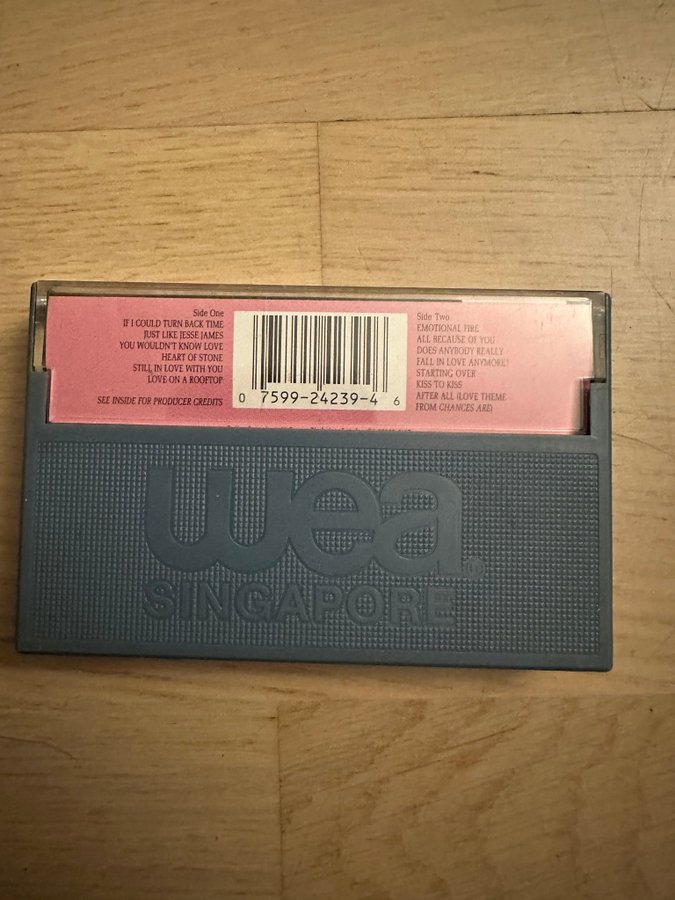 Side One
IF I COULD TURN BACK TIME
JUST LIKE JESSE JAMES
YOU WOULDN'T KNOW LOVE
HEART OF STONE
STILL IN LOVE WITH YOU
LOVE ON A ROOFTOP
SEE INSIDE FOR PRODUCER CREDITS
0 7599-24239-4 6
Side Two
EMOTIONAL FIRE
ALL BECAUSE OF YOU
DOES ANYBODY REALLY
FALL IN LOVE ANYMORE?
STARTING OVER
KISS TO KISS
AFTER ALL (LOVE THEME
FROM CHANCES ARE)
wea®
SINGAPORE